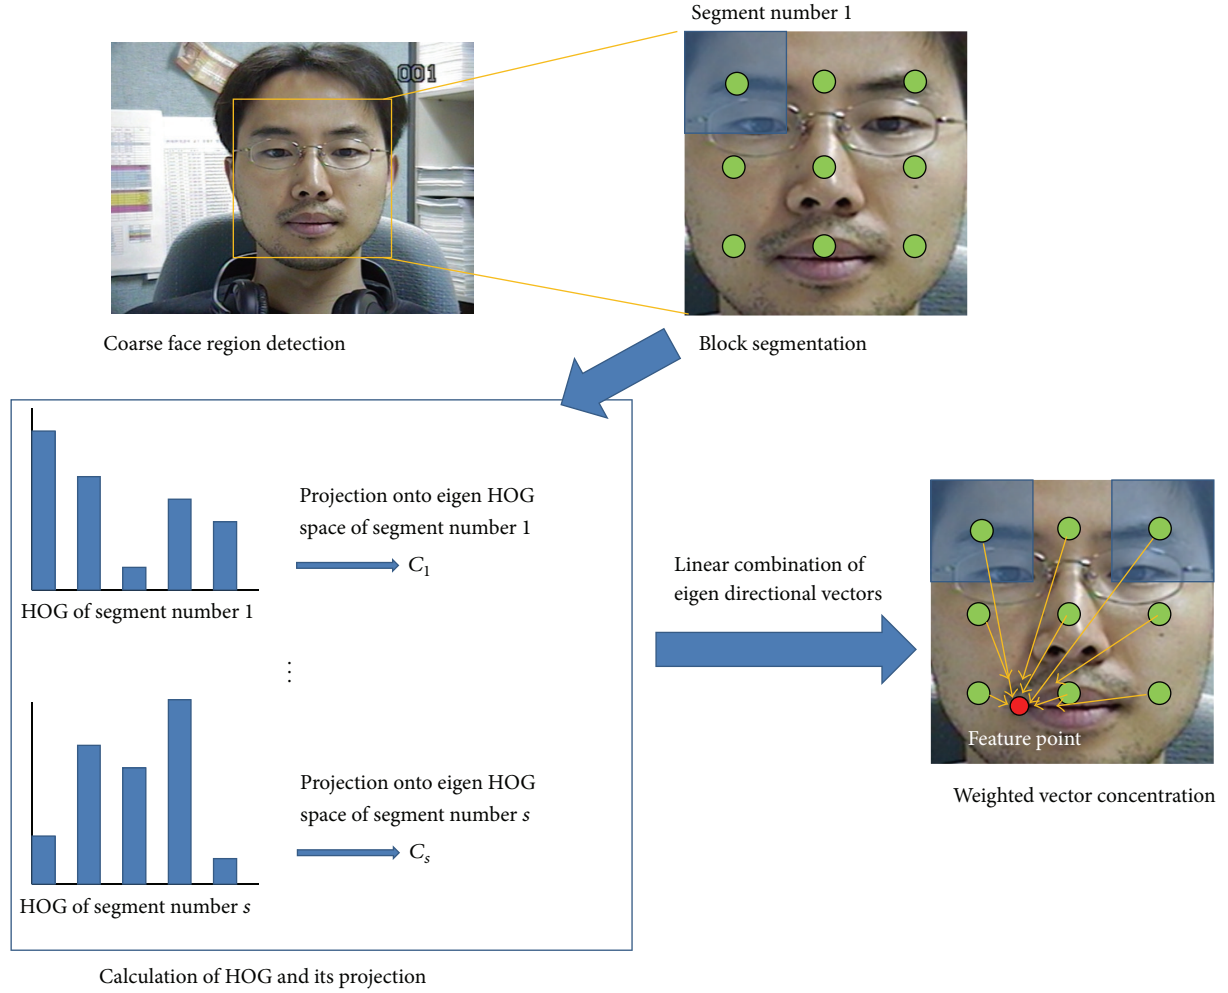 Segment number 1
001
Coarse face region detection
Block segmentation
Projection onto eigen HOG
space of segment number 1
C1
HOG of segment number 1
⋮
Projection onto eigen HOG
space of segment number s
Cs
HOG of segment number s
Calculation of HOG and its projection
Linear combination of
eigen directional vectors
Feature point
Weighted vector concentration